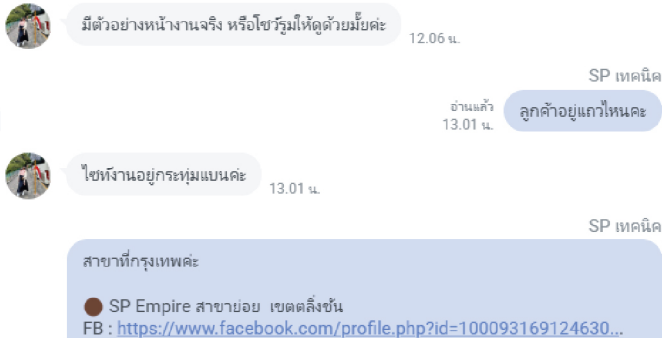 มีตัวอย่างหน้างานจริง หรือโชว์รูมให้ดูด้วยมั๊ยค่ะ
12.06 น.
SP เทคนิค
อ่านแล้ว
13.01 น.
ลูกค้าอยู่แถวไหนคะ
ไซท์งานอยู่กระทุ่มแบนค่ะ
13.01 น.
SP เทคนิค
สาขาที่กรุงเทพค่ะ
SP Empire สาขาย่อย เขตตลิ่งชัน
FB : https://www.facebook.com/profile.php?id=100093169124630...